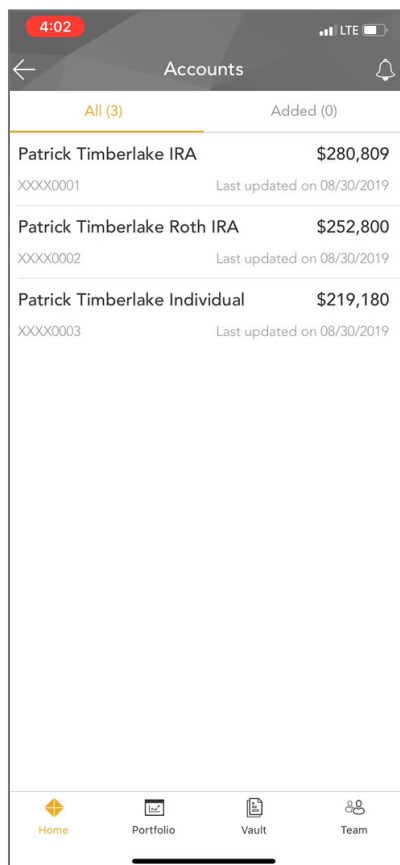 4:02 LTE
Accounts
All (3) Added (0)
Patrick Timberlake IRA $280,809
XXXX0001 Last updated on 08/30/2019
Patrick Timberlake Roth IRA $252,800
XXXX0002 Last updated on 08/30/2019
Patrick Timberlake Individual $219,180
XXXX0003 Last updated on 08/30/2019
Home Portfolio Vault Team